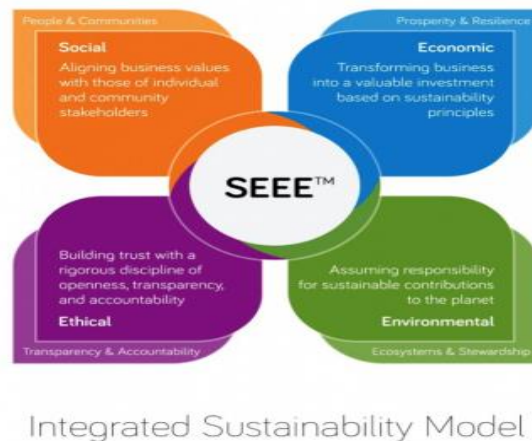 People & Communities
Social
Aligning business values
with those of individual
and community
stakeholders
Prosperity & Resilience
Economic
Transforming business
into a valuable investment
based on sustainability
principles
SEEE™
Building trust with a
rigorous discipline of
openness, transparency,
and accountability
Ethical
Transparency & Accountability
Assuming responsibility
for sustainable contributions
to the planet
Environmental
Ecosystems & Stewardship
Integrated Sustainability Model